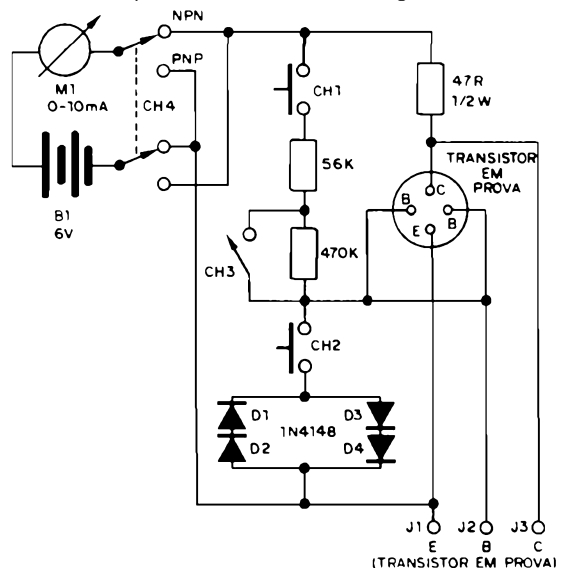 NPN
PNP
M1
0-10mA
CH4
B1
6V
CH1
56K
470K
CH3
CH2
D1
D2
1N4148
D3
D4
47R
1/2W
TRANSISTOR
EM
PROVA
C
B
B
E
J1
J2
J3
E
B
C
(TRANSISTOR EM PROVA)